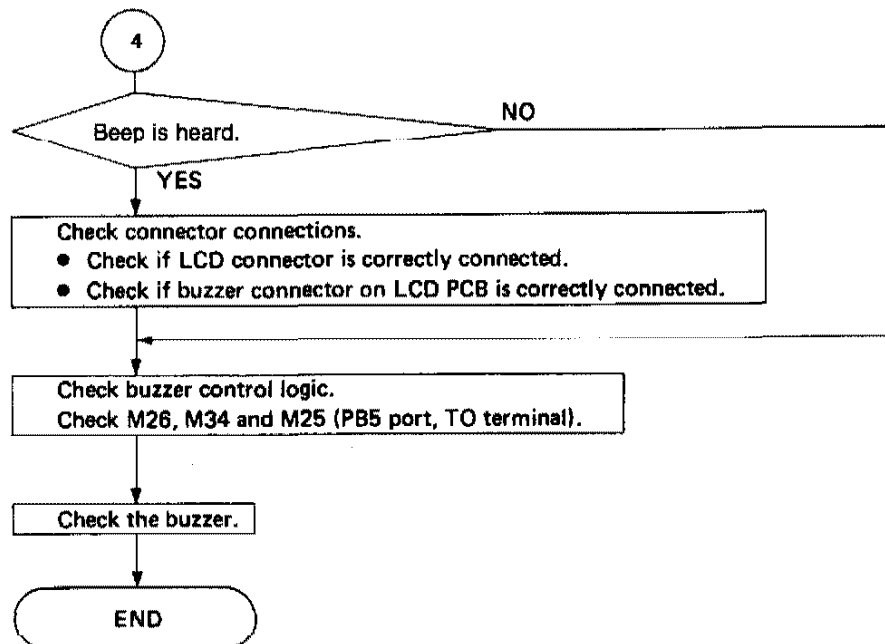 4
Beep is heard.
NO
YES
Check connector connections.
● Check if LCD connector is correctly connected.
● Check if buzzer connector on LCD PCB is correctly connected.
Check buzzer control logic.
Check M26, M34 and M25 (PB5 port, TO terminal).
Check the buzzer.
END